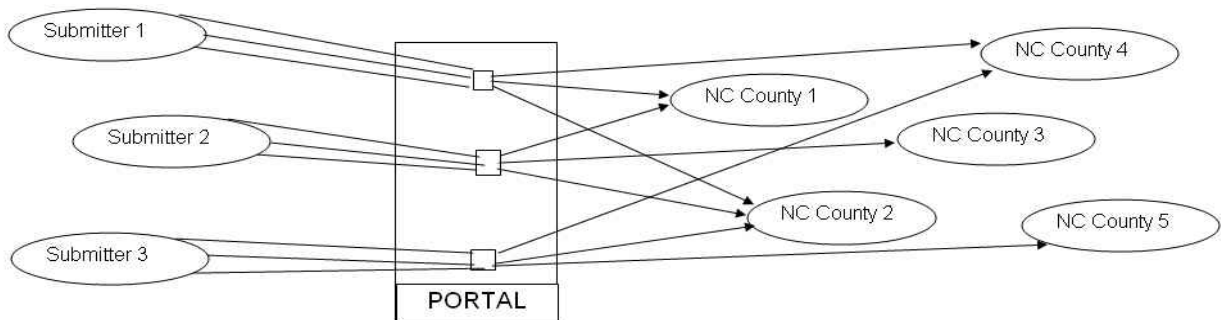 Submitter 1
NC County 4
NC County 1
Submitter 2
NC County 3
NC County 2
NC County 5
Submitter 3
PORTAL